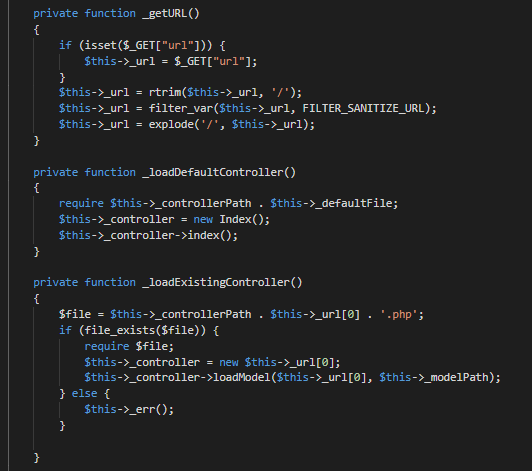 private function _getURL()
{
if (isset($_GET["url"])) {
$this->_url = $_GET["url"];
}
$this->_url = rtrim($this->_url, '/');
$this->_url = filter_var($this->_url, FILTER_SANITIZE_URL);
$this->_url = explode('/', $this->_url);
}
private function _loadDefaultController()
{
require $this->_controllerPath . $this->_defaultFile;
$this->_controller = new Index();
$this->_controller->index();
}
private function _loadExistingController()
{
$file = $this->_controllerPath . $this->_url[0] . '.php';
if (file_exists($file)) {
require $file;
$this->_controller = new $this->_url[0];
$this->_controller->loadModel($this->_url[0], $this->_modelPath);
} else {
$this->_err();
}
}